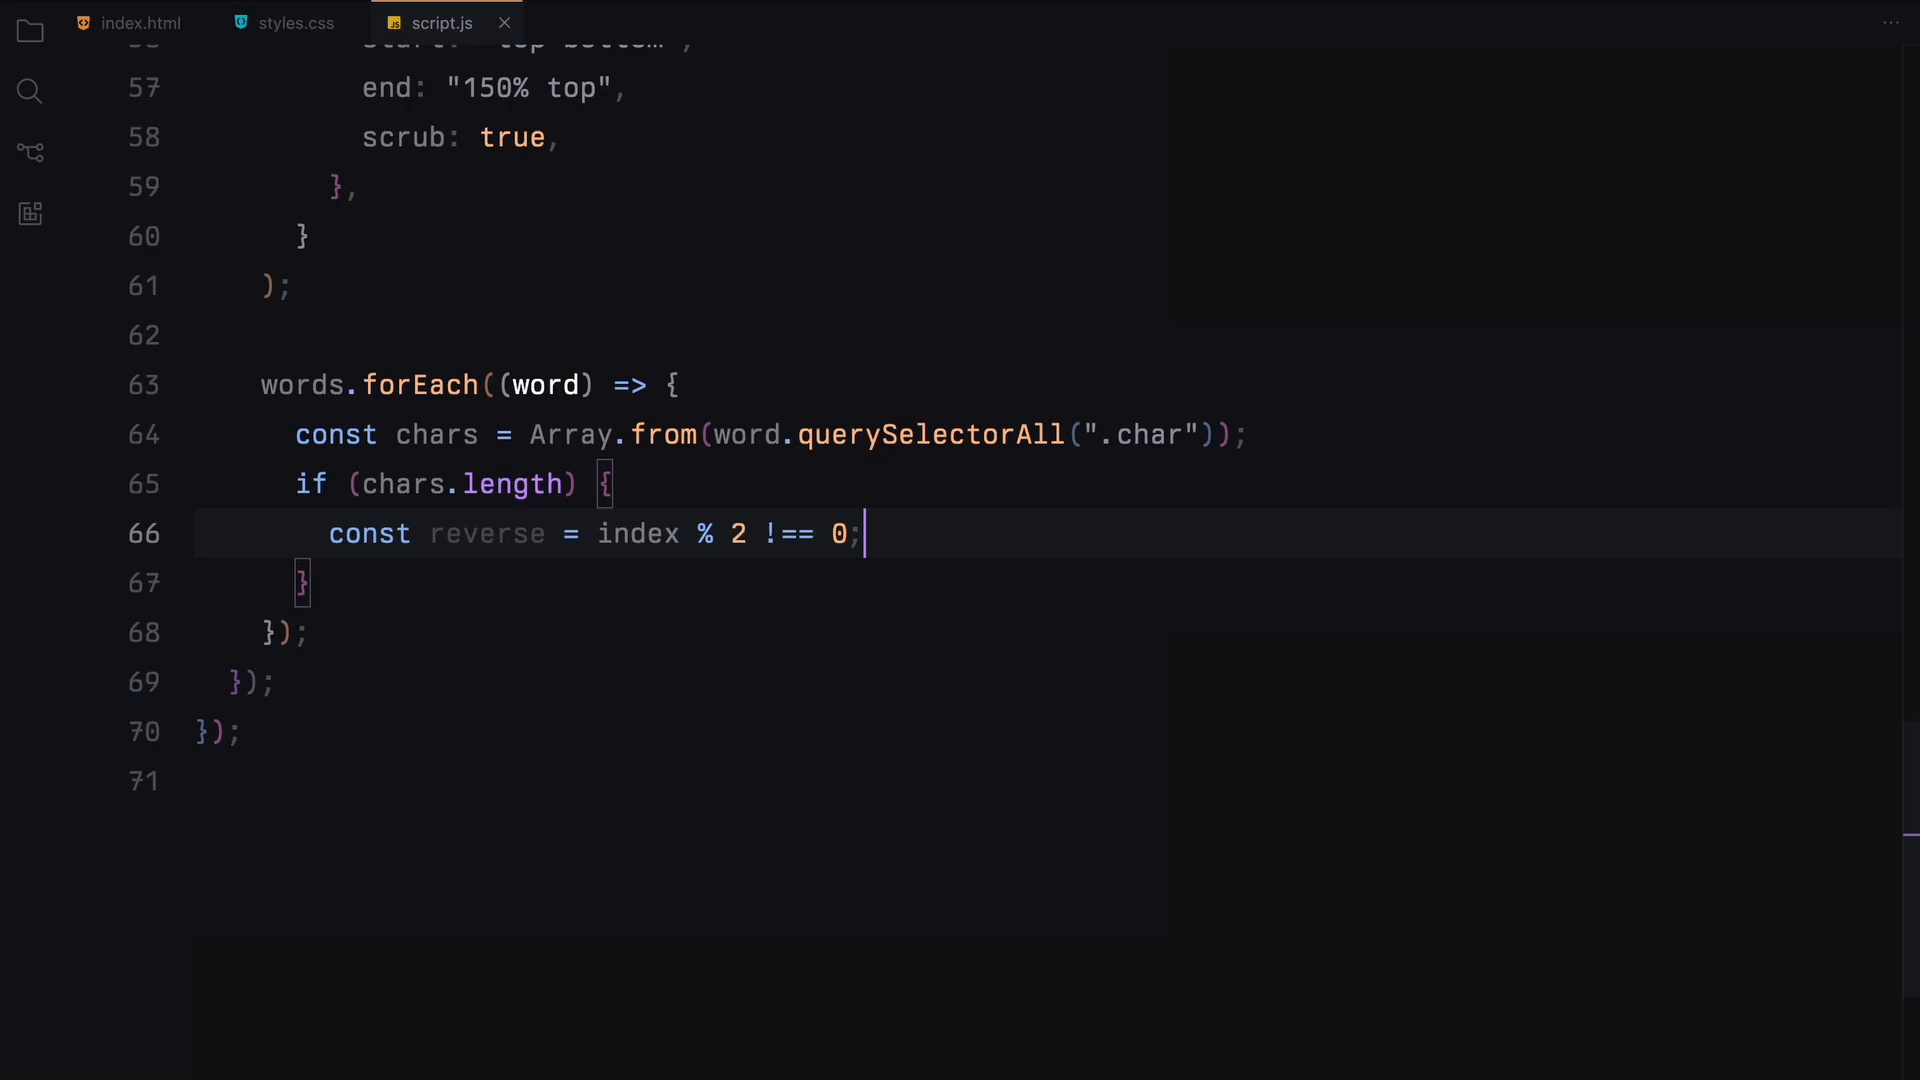 index.html
styles.css
script.js
57 end: "150% top",
58 scrub: true,
59 },
60 }
61 );
62
63 words.forEach((word) => {
64 const chars = Array.from(word.querySelectorAll(".char"));
65 if (chars.length) {
66 const reverse = index % 2 !== 0;
67 }
68 });
69 });
70 });
71